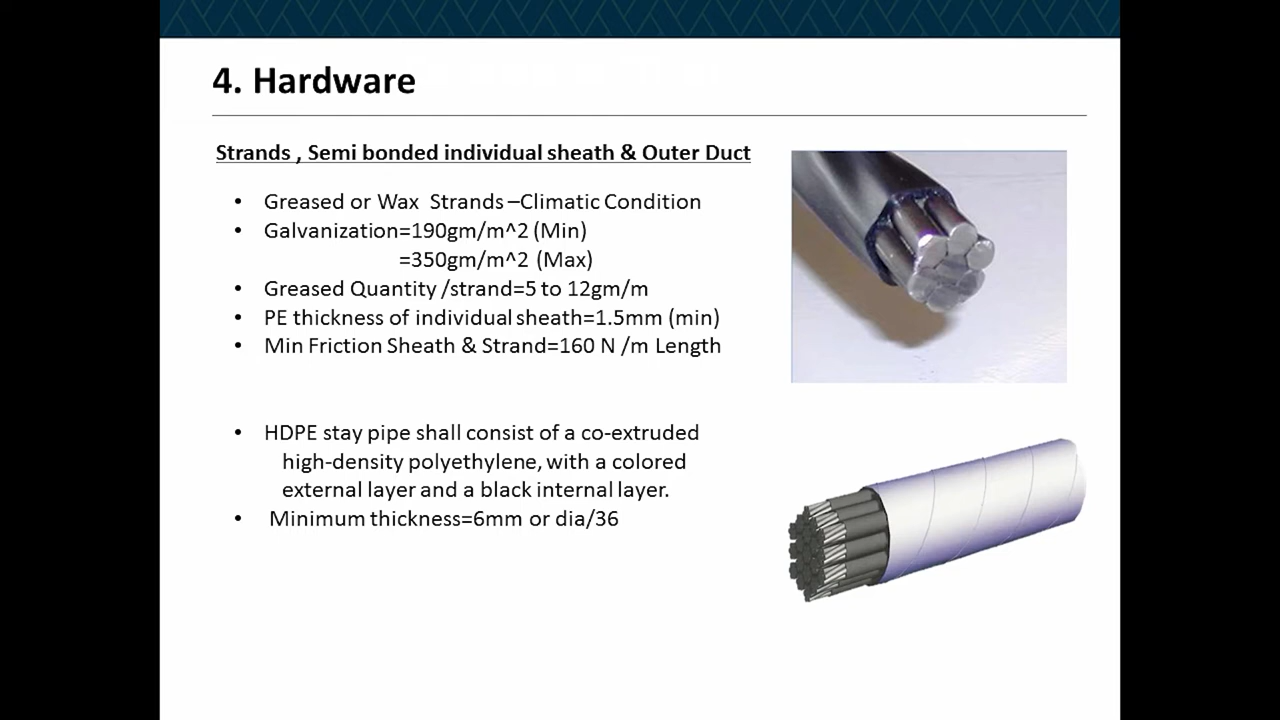 4. Hardware
Strands , Semi bonded individual sheath & Outer Duct
• Greased or Wax Strands –Climatic Condition
• Galvanization=190gm/m^2 (Min)
=350gm/m^2 (Max)
• Greased Quantity /strand=5 to 12gm/m
• PE thickness of individual sheath=1.5mm (min)
• Min Friction Sheath & Strand=160 N /m Length
• HDPE stay pipe shall consist of a co-extruded
high-density polyethylene, with a colored
external layer and a black internal layer.
• Minimum thickness=6mm or dia/36